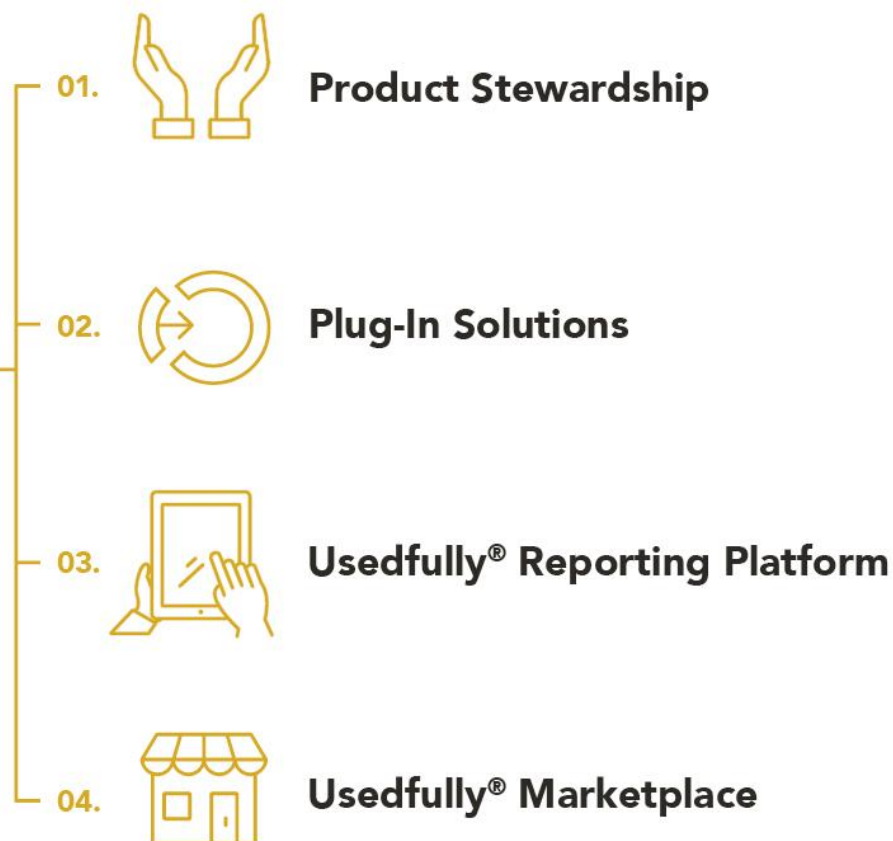 01. Product Stewardship
02. Plug-In Solutions
03. Usedfully® Reporting Platform
04. Usedfully® Marketplace